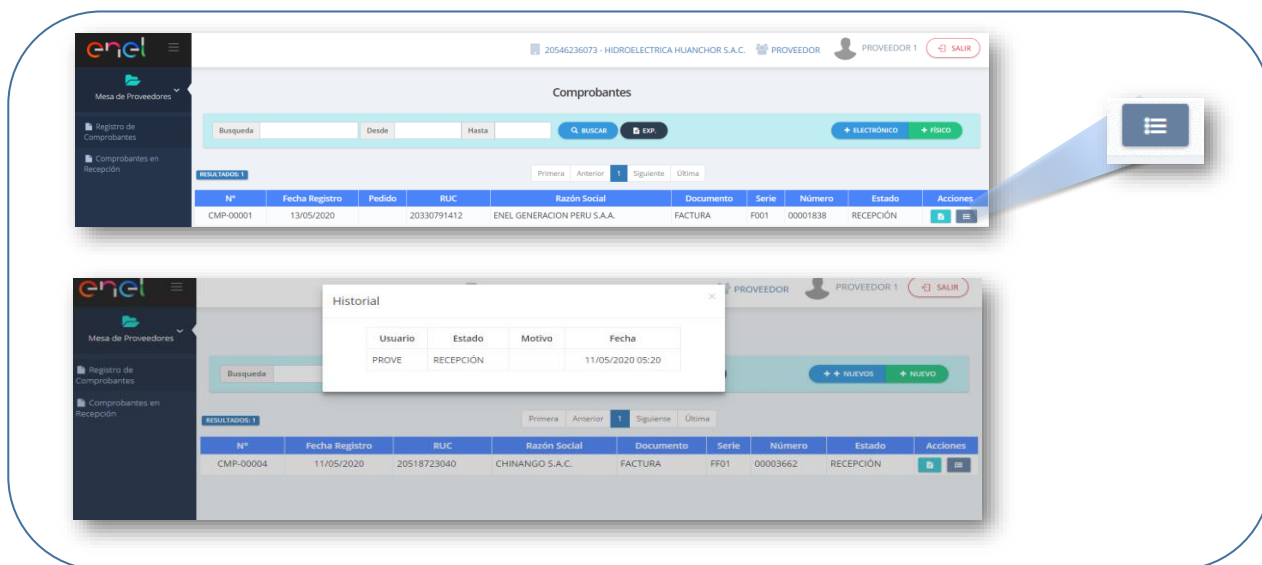 enel
20546236073 - HIDROELECTRICA HUANCHOR S.A.C. PROVEEDOR PROVEEDOR 1 SALIR
Mesa de Proveedores
Registro de
Comprobantes
Comprobantes en
Recepción
Comprobantes
Busqueda Desde Hasta BUSCAR EXP. + ELECTRÓNICO + FÍSICO
RESULTADOS: 1 Primera Anterior 1 Siguiente Última
N° Fecha Registro Pedido RUC Razón Social Documento Serie Número Estado Acciones
CMP-00001 13/05/2020 20330791412 ENEL GENERACION PERU S.A.A. FACTURA F001 00001838 RECEPCIÓN
enel
PROVEEDOR PROVEEDOR 1 SALIR
Mesa de Proveedores
Registro de
Comprobantes
Comprobantes en
Recepción
Historial ×
Usuario Estado Motivo Fecha
PROVE RECEPCIÓN 11/05/2020 05:20
Busqueda + + NUEVOS + NUEVO
RESULTADOS: 1 Primera Anterior 1 Siguiente Última
N° Fecha Registro RUC Razón Social Documento Serie Número Estado Acciones
CMP-00004 11/05/2020 20518723040 CHINANGO S.A.C. FACTURA FF01 00003662 RECEPCIÓN